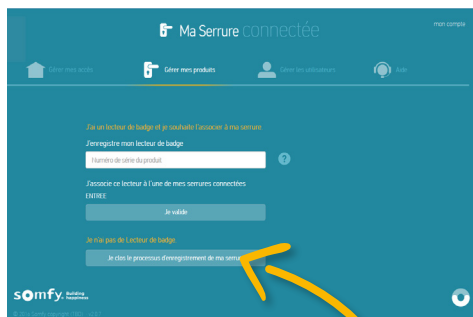 Ma Serrure connectée
mon compte
Gérer mes accès
Gérer mes produits
Gérer les utilisateurs
Aide
J'ai un lecteur de badge et je souhaite l'associer à ma serrure
J'enregistre mon lecteur de badge
Numéro de série du produit
?
J'associe ce lecteur à l'une de mes serrures connectées
ENTREE
Je valide
Je n'ai pas de Lecteur de badge
Je clos le processus d'enregistrement de ma serrure
somfy. Building happiness